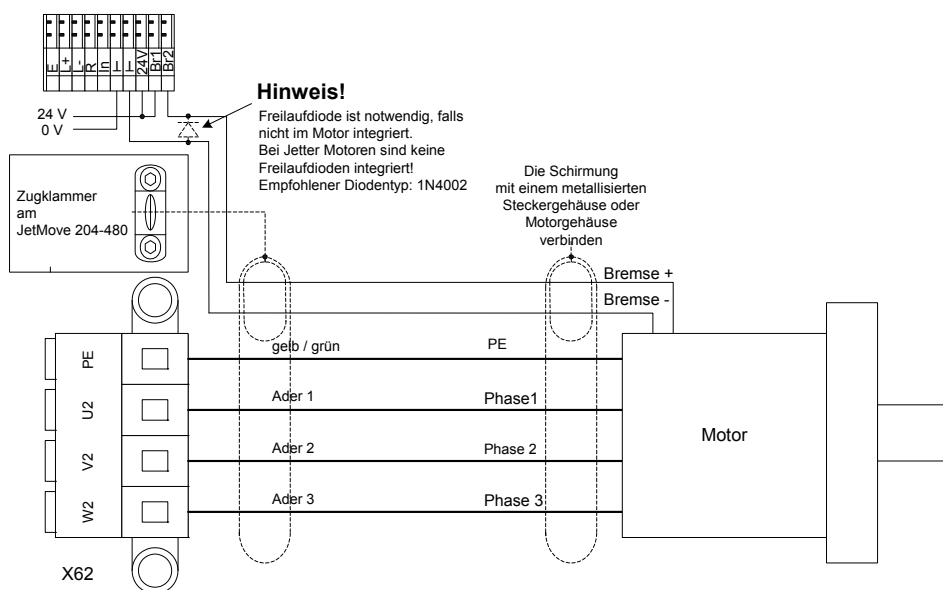 E
L+
L-
R
In
⊥
⊥
24V
Br1
Br2
24 V
0 V
Hinweis!
Freilaufdiode ist notwendig, falls
nicht im Motor integriert.
Bei Jetter Motoren sind keine
Freilaufdioden integriert!
Empfohlener Diodentyp: 1N4002
Zugklammer
am
JetMove 204-480
Die Schirmung
mit einem metallisierten
Steckergehäuse oder
Motorgehäuse
verbinden
Bremse +
Bremse -
PE
gelb / grün
PE
U2
Ader 1
Phase1
V2
Ader 2
Phase 2
W2
Ader 3
Phase 3
Motor
X62